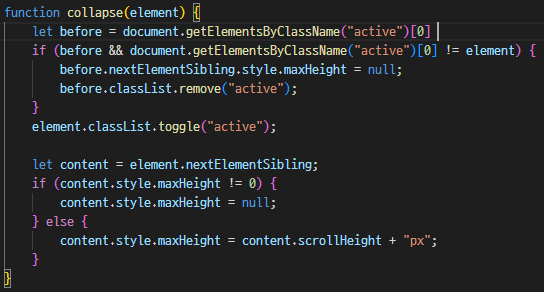 function collapse(element) {
    let before = document.getElementsByClassName("active")[0]
    if (before && document.getElementsByClassName("active")[0] != element) {
        before.nextElementSibling.style.maxHeight = null;
        before.classList.remove("active");
    }
    element.classList.toggle("active");

    let content = element.nextElementSibling;
    if (content.style.maxHeight != 0) {
        content.style.maxHeight = null;
    } else {
        content.style.maxHeight = content.scrollHeight + "px";
    }
}